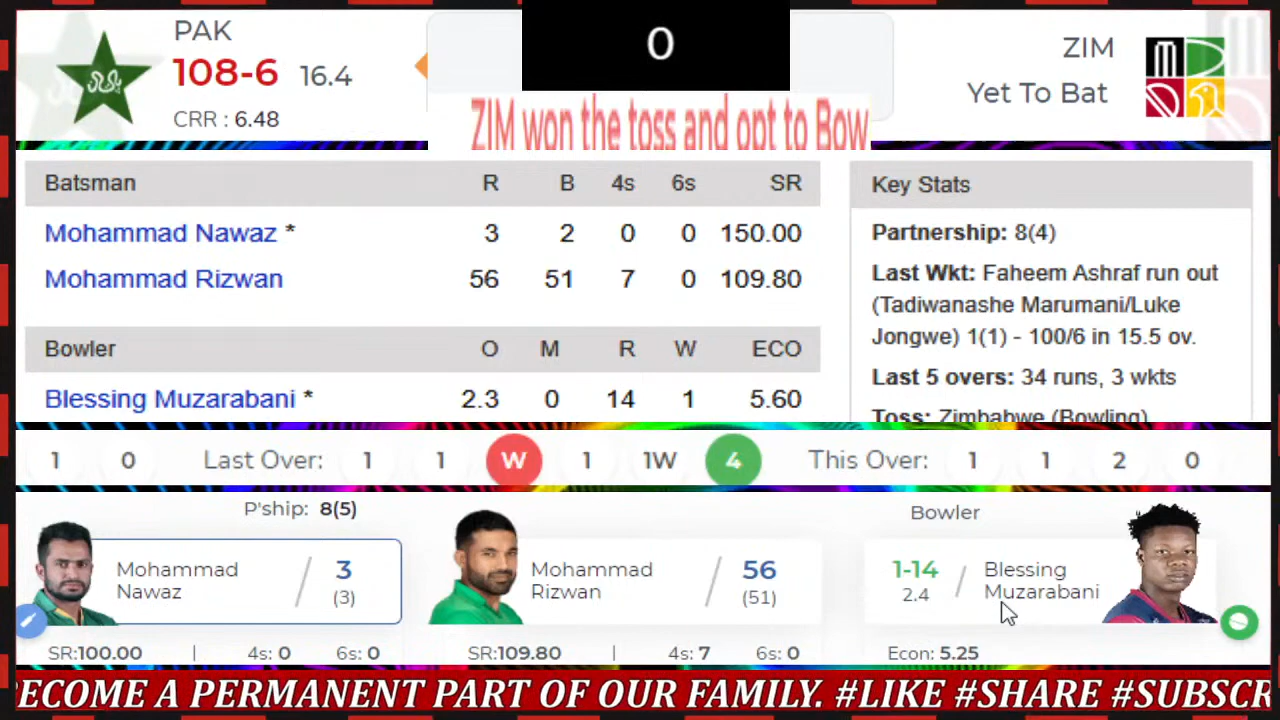 PAK
108-6 16.4
CRR : 6.48
0
ZIM won the toss and opt to Bow
ZIM
Yet To Bat
Batsman R B 4s 6s SR
Mohammad Nawaz * 3 2 0 0 150.00
Mohammad Rizwan 56 51 7 0 109.80
Bowler O M R W ECO
Blessing Muzarabani * 2.3 0 14 1 5.60
Key Stats
Partnership: 8(4)
Last Wkt: Faheem Ashraf run out
(Tadiwanashe Marumani/Luke
Jongwe) 1(1) - 100/6 in 15.5 ov.
Last 5 overs: 34 runs, 3 wkts
Toss: Zimbabwe (Bowling)
1 0 Last Over: 1 1 W 1 1W 4 This Over: 1 1 2 0
P'ship: 8(5)
Mohammad
Nawaz
3
(3)
SR:100.00 | 4s: 0 6s: 0
Mohammad
Rizwan
56
(51)
SR:109.80 | 4s: 7 6s: 0
Bowler
1-14
2.4
Blessing
Muzarabani
Econ: 5.25
ECOME A PERMANENT PART OF OUR FAMILY. #LIKE #SHARE #SUBSCR